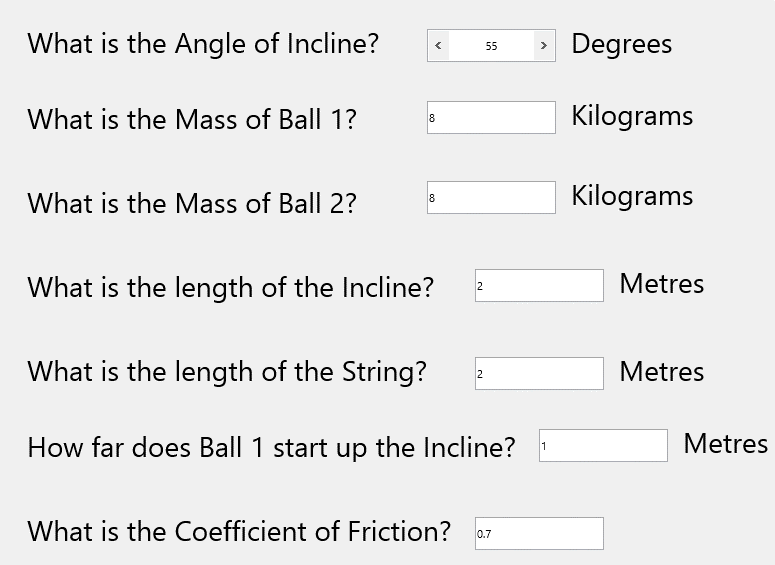 What is the Angle of Incline? < 55 > Degrees
What is the Mass of Ball 1? 8 Kilograms
What is the Mass of Ball 2? 8 Kilograms
What is the length of the Incline? 2 Metres
What is the length of the String? 2 Metres
How far does Ball 1 start up the Incline? 1 Metres
What is the Coefficient of Friction? 0.7